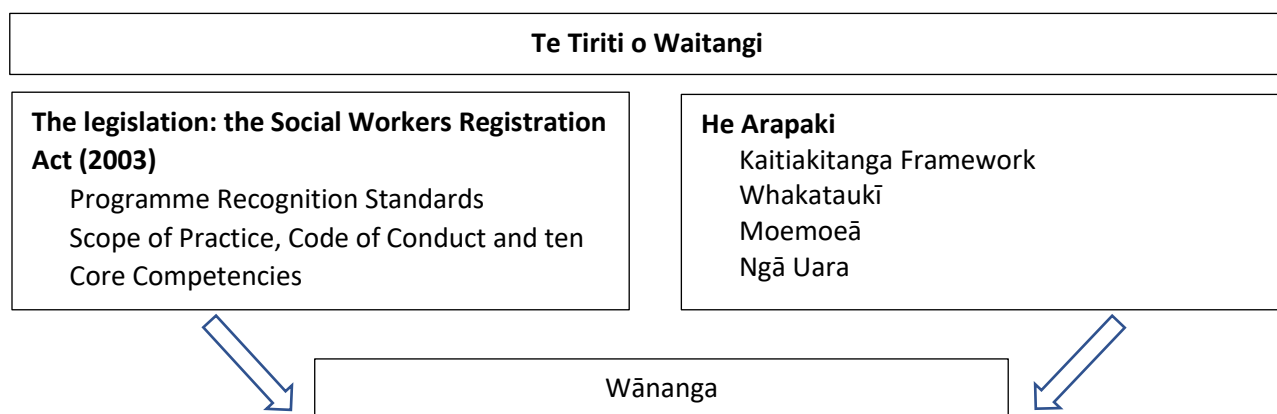 Te Tiriti o Waitangi
The legislation: the Social Workers Registration
Act (2003)
Programme Recognition Standards
Scope of Practice, Code of Conduct and ten
Core Competencies
He Arapaki
Kaitiakitanga Framework
Whakataukī
Moemoeā
Ngā Uara
Wānanga